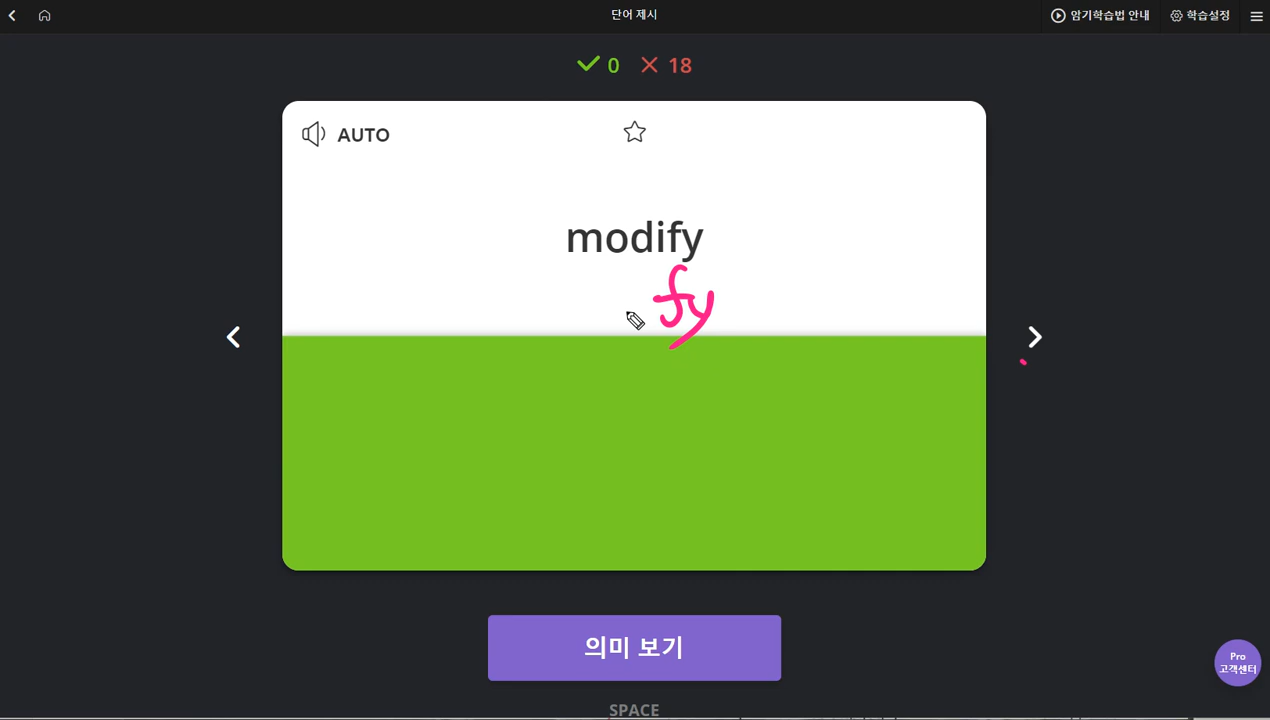 단어 제시
암기학습법 안내
학습설정
0
18
AUTO
modify
fy
의미 보기
Pro
고객센터
SPACE